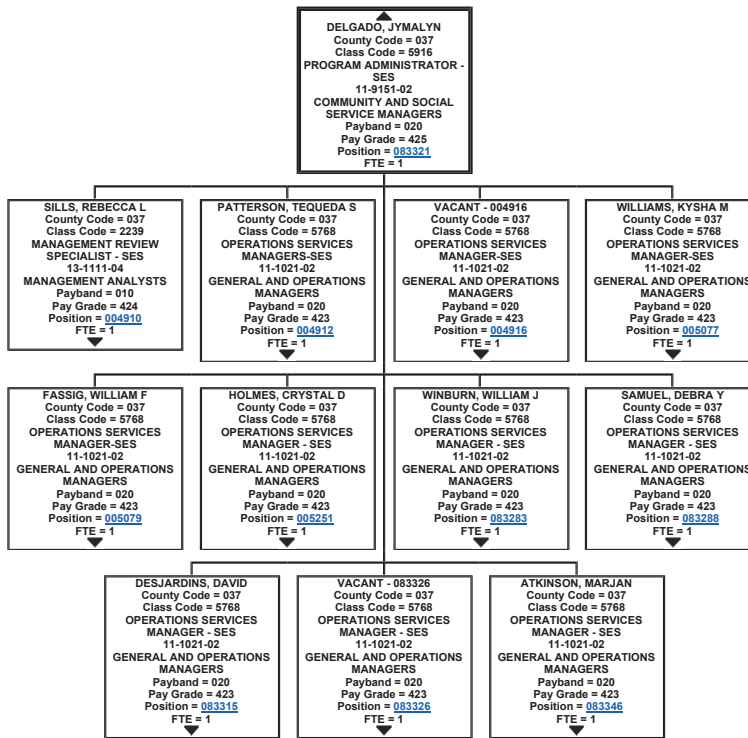 DELGADO, JYMALYN
County Code = 037
Class Code = 5916
PROGRAM ADMINISTRATOR -
SES
11-9151-02
COMMUNITY AND SOCIAL
SERVICE MANAGERS
Payband = 020
Pay Grade = 425
Position = 083321
FTE = 1
SILLS, REBECCA L
County Code = 037
Class Code = 2239
MANAGEMENT REVIEW
SPECIALIST - SES
13-1111-04
MANAGEMENT ANALYSTS
Payband = 010
Pay Grade = 424
Position = 004910
FTE = 1
PATTERSON, TEQUEDA S
County Code = 037
Class Code = 5768
OPERATIONS SERVICES
MANAGERS-SES
11-1021-02
GENERAL AND OPERATIONS
MANAGERS
Payband = 020
Pay Grade = 423
Position = 004912
FTE = 1
VACANT - 004916
County Code = 037
Class Code = 5768
OPERATIONS SERVICES
MANAGER-SES
11-1021-02
GENERAL AND OPERATIONS
MANAGERS
Payband = 020
Pay Grade = 423
Position = 004916
FTE = 1
WILLIAMS, KYSHA M
County Code = 037
Class Code = 5768
OPERATIONS SERVICES
MANAGER-SES
11-1021-02
GENERAL AND OPERATIONS
MANAGERS
Payband = 020
Pay Grade = 423
Position = 005077
FTE = 1
FASSIG, WILLIAM F
County Code = 037
Class Code = 5768
OPERATIONS SERVICES
MANAGER-SES
11-1021-02
GENERAL AND OPERATIONS
MANAGERS
Payband = 020
Pay Grade = 423
Position = 005079
FTE = 1
HOLMES, CRYSTAL D
County Code = 037
Class Code = 5768
OPERATIONS SERVICES
MANAGER - SES
11-1021-02
GENERAL AND OPERATIONS
MANAGERS
Payband = 020
Pay Grade = 423
Position = 005251
FTE = 1
WINBURN, WILLIAM J
County Code = 037
Class Code = 5768
OPERATIONS SERVICES
MANAGER - SES
11-1021-02
GENERAL AND OPERATIONS
MANAGERS
Payband = 020
Pay Grade = 423
Position = 083283
FTE = 1
SAMUEL, DEBRA Y
County Code = 037
Class Code = 5768
OPERATIONS SERVICES
MANAGER - SES
11-1021-02
GENERAL AND OPERATIONS
MANAGERS
Payband = 020
Pay Grade = 423
Position = 083288
FTE = 1
DESJARDINS, DAVID
County Code = 037
Class Code = 5768
OPERATIONS SERVICES
MANAGER - SES
11-1021-02
GENERAL AND OPERATIONS
MANAGERS
Payband = 020
Pay Grade = 423
Position = 083315
FTE = 1
VACANT - 083326
County Code = 037
Class Code = 5768
OPERATIONS SERVICES
MANAGER - SES
11-1021-02
GENERAL AND OPERATIONS
MANAGERS
Payband = 020
Pay Grade = 423
Position = 083326
FTE = 1
ATKINSON, MARJAN
County Code = 037
Class Code = 5768
OPERATIONS SERVICES
MANAGER - SES
11-1021-02
GENERAL AND OPERATIONS
MANAGERS
Payband = 020
Pay Grade = 423
Position = 083346
FTE = 1